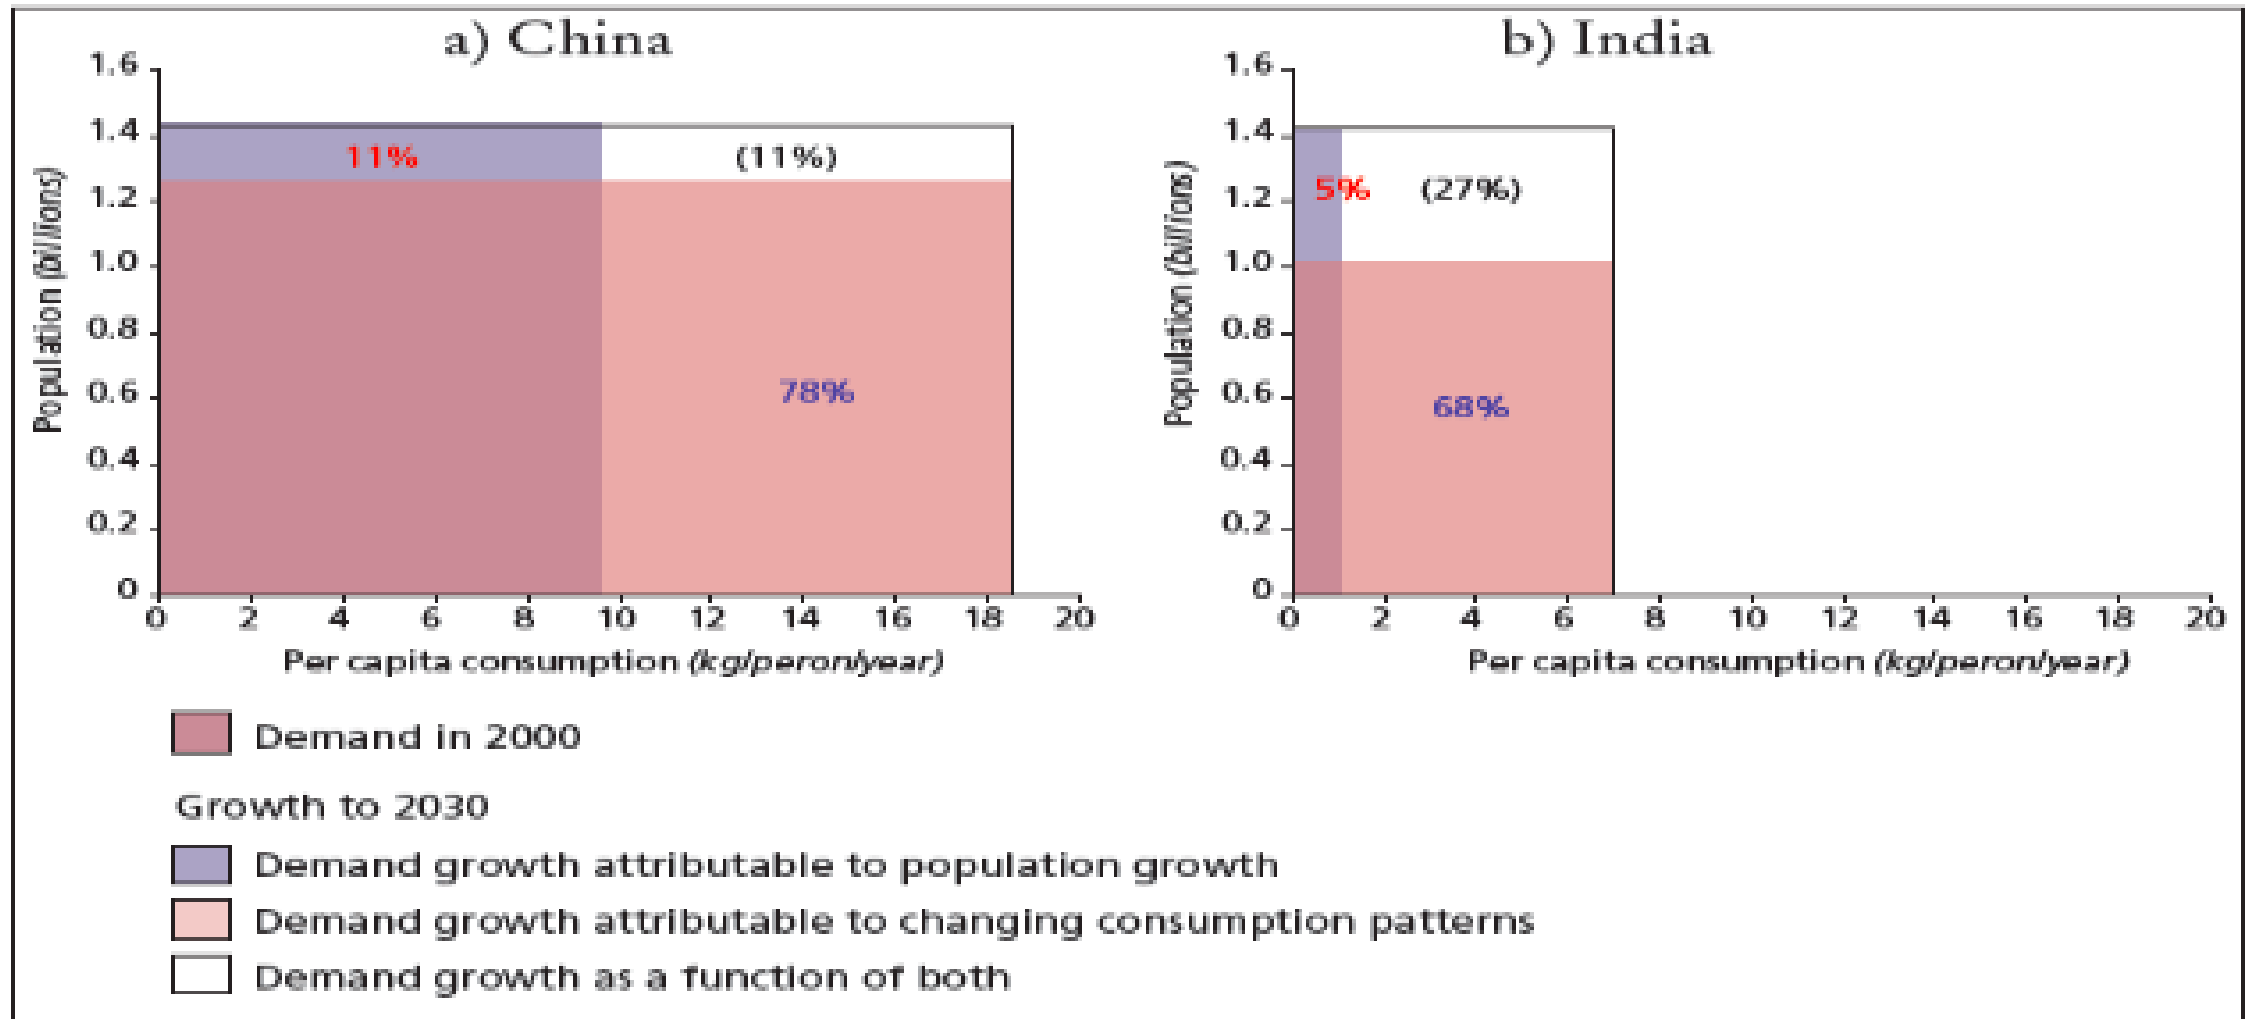 a) China
1.6
1.4
1.2
1.0
0.8
0.6
0.4
0.2
0
Population (billions)
11%
(11%)
78%
0 2 4 6 8 10 12 14 16 18 20
Per capita consumption (kg/peron/year)
b) India
1.6
1.4
1.2
1.0
0.8
0.6
0.4
0.2
0
Population (billions)
5%
(27%)
68%
0 2 4 6 8 10 12 14 16 18 20
Per capita consumption (kg/peron/year)
Demand in 2000
Growth to 2030
Demand growth attributable to population growth
Demand growth attributable to changing consumption patterns
Demand growth as a function of both